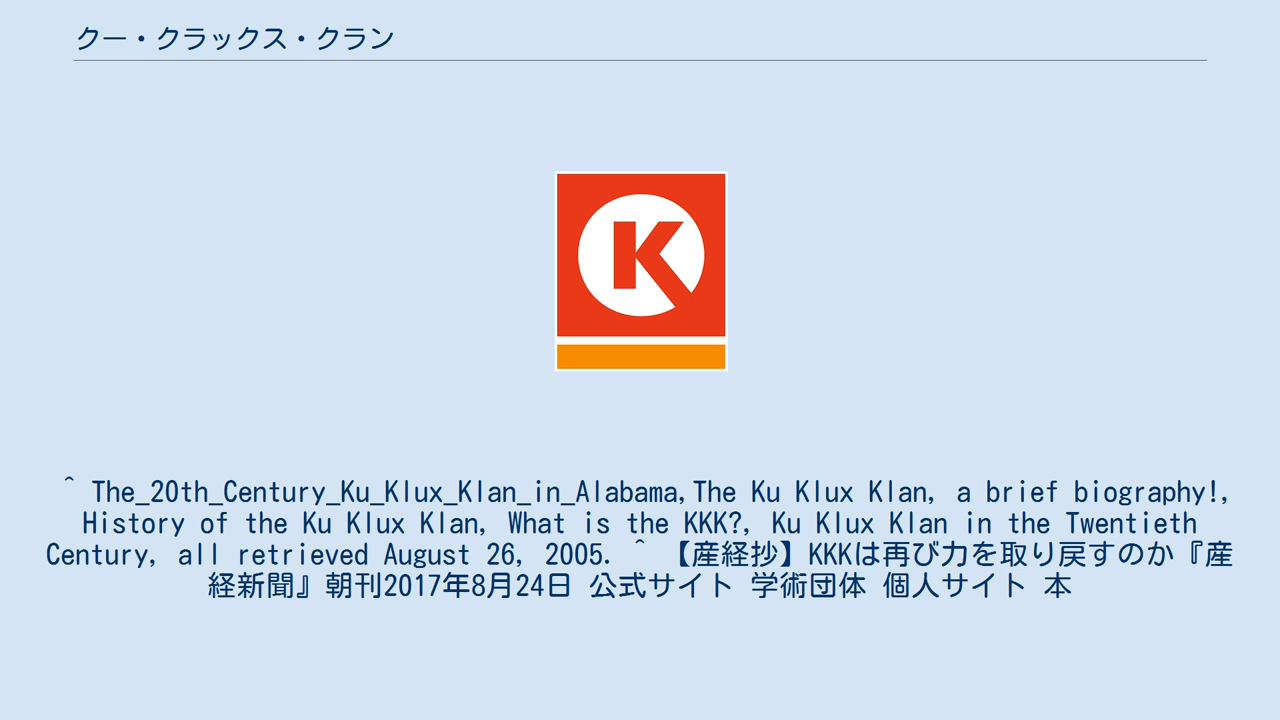 クー・クラックス・クラン
K
^ The_20th_Century_Ku_Klux_Klan_in_Alabama,The Ku Klux Klan, a brief biography!,
History of the Ku Klux Klan, What is the KKK?, Ku Klux Klan in the Twentieth
Century, all retrieved August 26, 2005. ^ 【産経抄】KKKは再び力を取り戻すのか『産
経新聞』朝刊2017年8月24日 公式サイト 学術団体 個人サイト 本